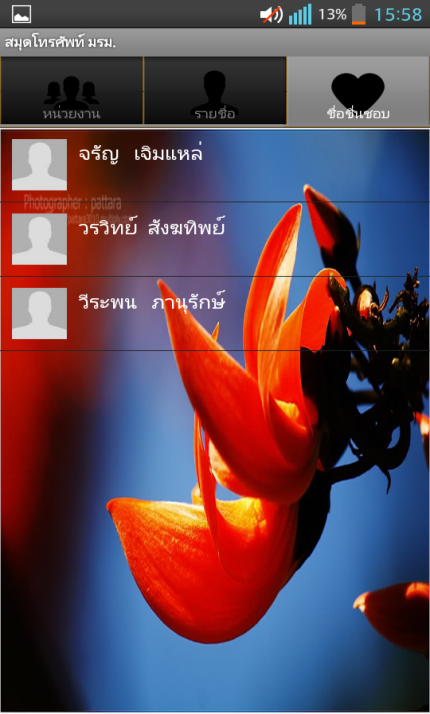 13% 15:58
สมุดโทรศัพท์ มรม.
หน่วยงาน รายชื่อ ชื่อชื่นชอบ
จรัญ เจิมแหล่
Photographer : pattara
วรวิทย์ สังฆทิพย์
วีระพน ภานุรักษ์